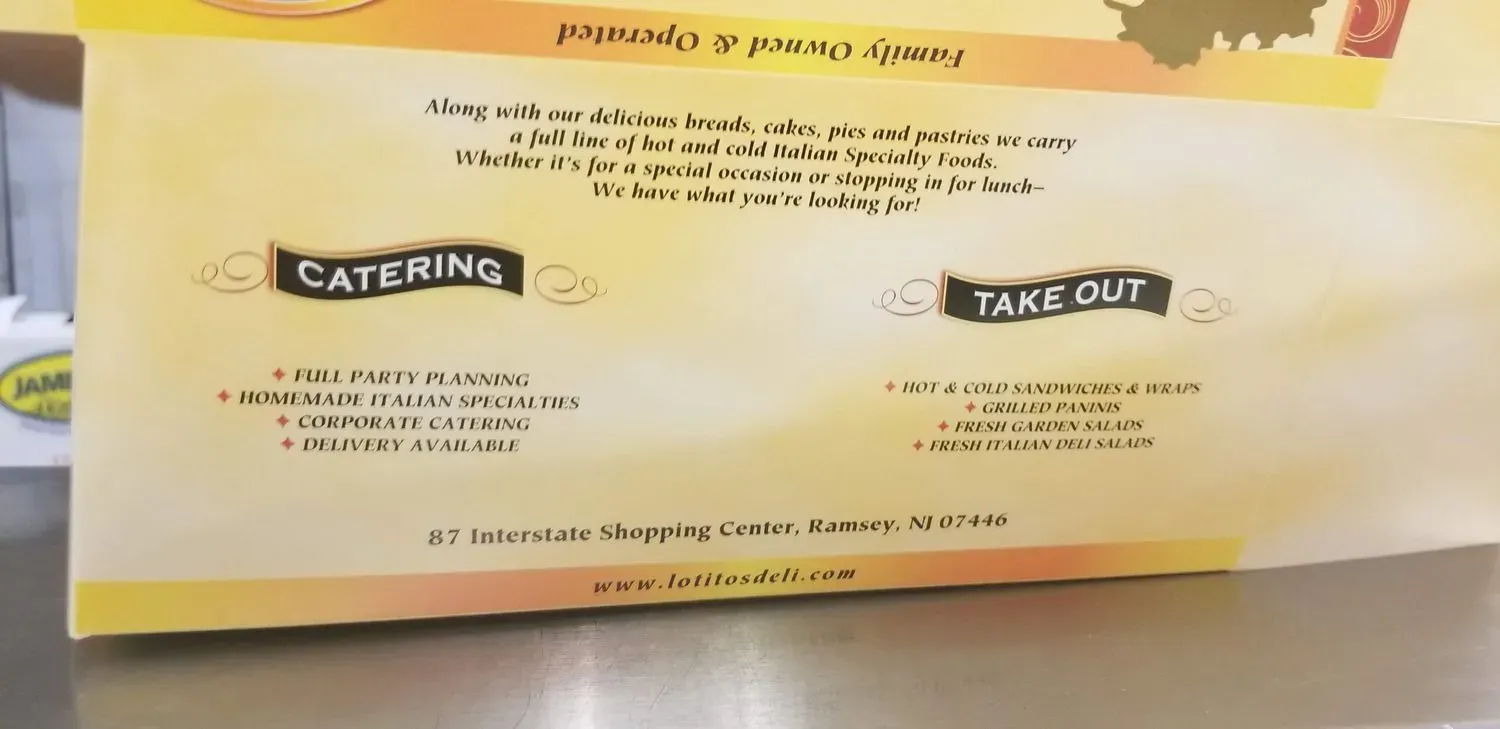 Family Owned & Operated
Along with our delicious breads, cakes, pies and pastries we carry
a full line of hot and cold Italian Specialty Foods.
Whether it's for a special occasion or stopping in for lunch–
We have what you're looking for!
CATERING
✦ FULL PARTY PLANNING
✦ HOMEMADE ITALIAN SPECIALTIES
✦ CORPORATE CATERING
✦ DELIVERY AVAILABLE
TAKE OUT
✦ HOT & COLD SANDWICHES & WRAPS
✦ GRILLED PANINIS
✦ FRESH GARDEN SALADS
✦ FRESH ITALIAN DELI SALADS
87 Interstate Shopping Center, Ramsey, NJ 07446
www.lotitosdeli.com